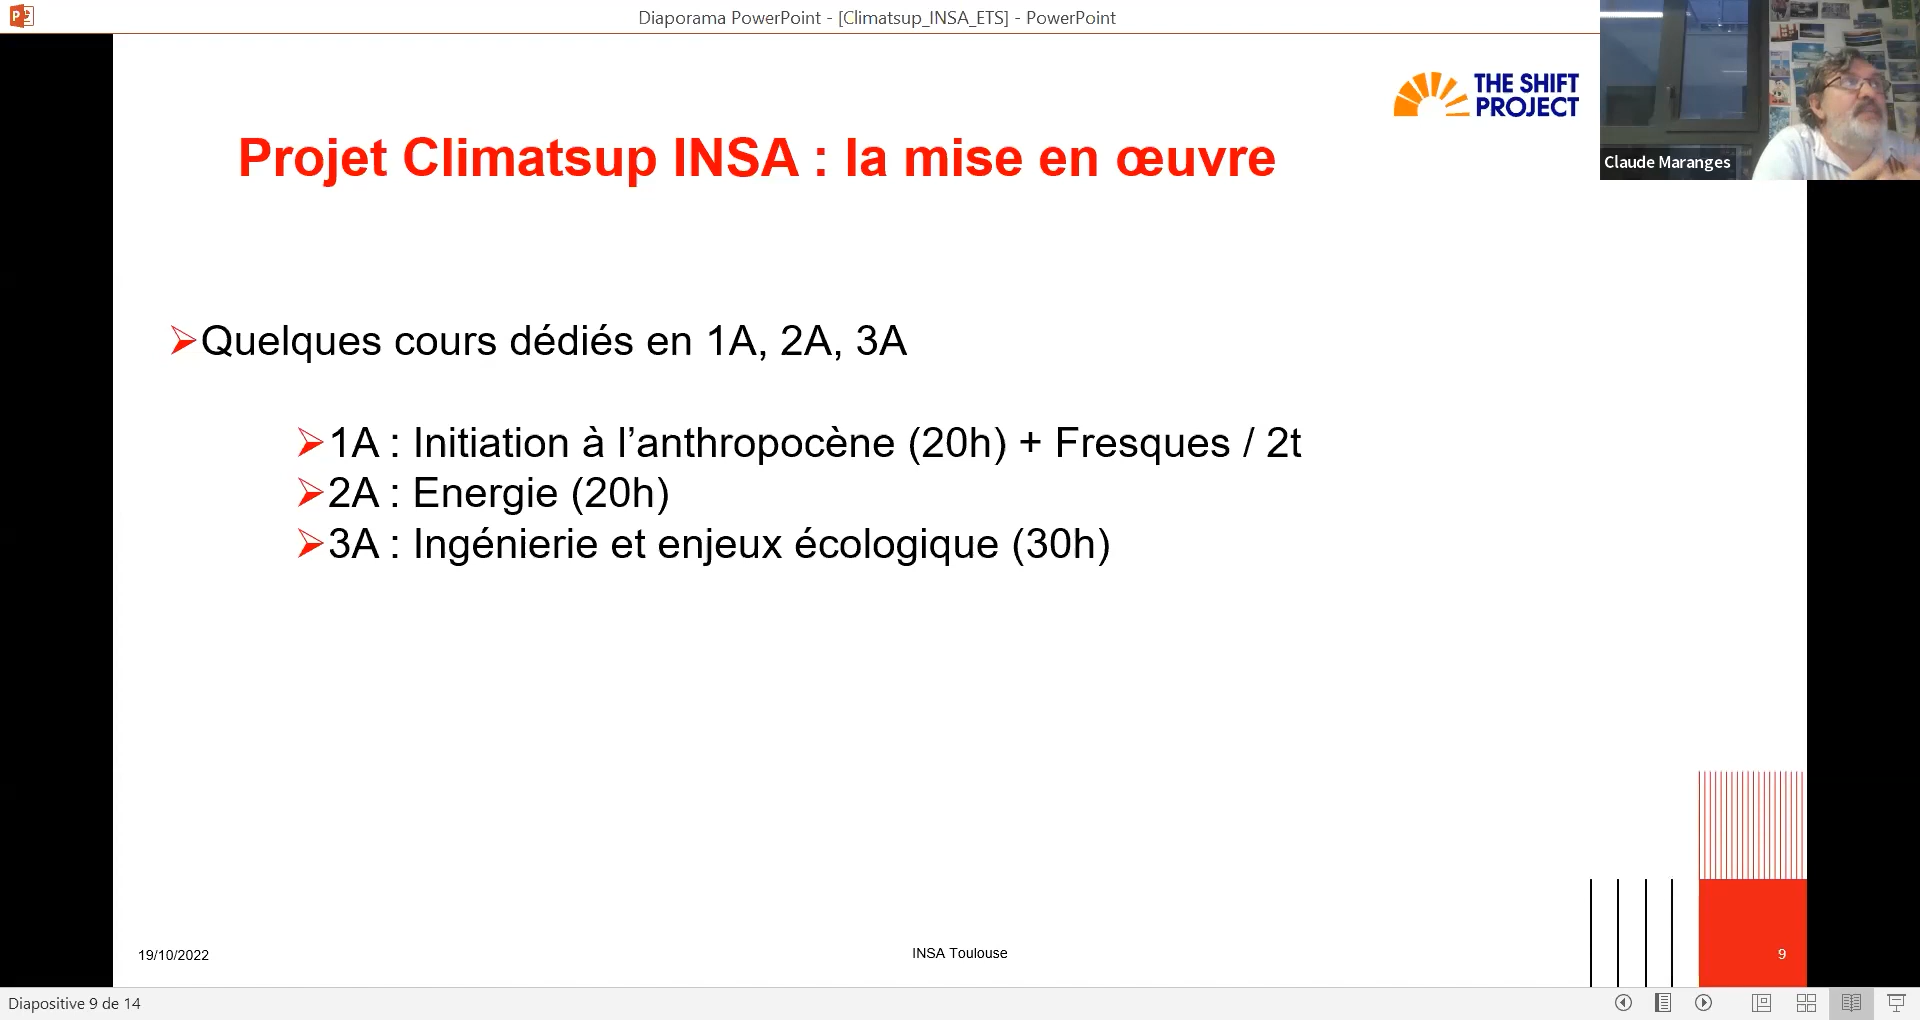 Diaporama PowerPoint - [Climatsup_INSA_ETS] - PowerPoint
THE SHIFT
PROJECT
Claude Maranges
Projet Climatsup INSA : la mise en œuvre
Quelques cours dédiés en 1A, 2A, 3A
1A : Initiation à l’anthropocène (20h) + Fresques / 2t
2A : Energie (20h)
3A : Ingénierie et enjeux écologique (30h)
19/10/2022
INSA Toulouse
9
Diapositive 9 de 14